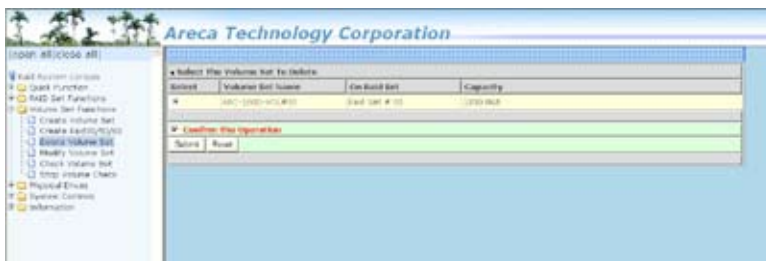 Areca Technology Corporation
(open all|close all)
Raid System Console
Quick Function
RAID Set Functions
Volume Set Functions
Create Volume Set
Create Raid30/50/60
Delete Volume Set
Modify Volume Set
Check Volume Set
Stop Volume Check
Physical Drives
System Controls
Information
Select The Volume Set To Delete
Select Volume Set Name On Raid Set Capacity
Raid Set # 00
Confirm The Operation
Submit Reset